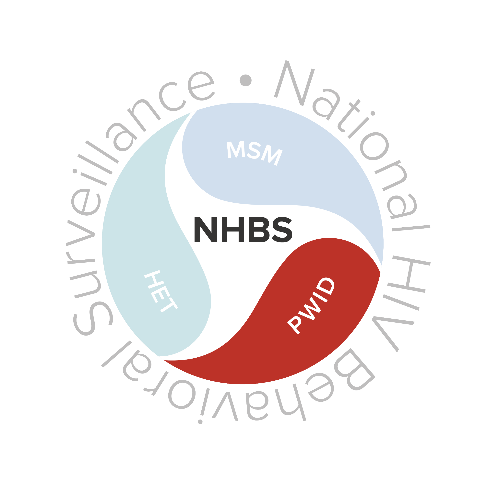 National HIV Behavioral Surveillance •
MSM
NHBS
HET
PWID